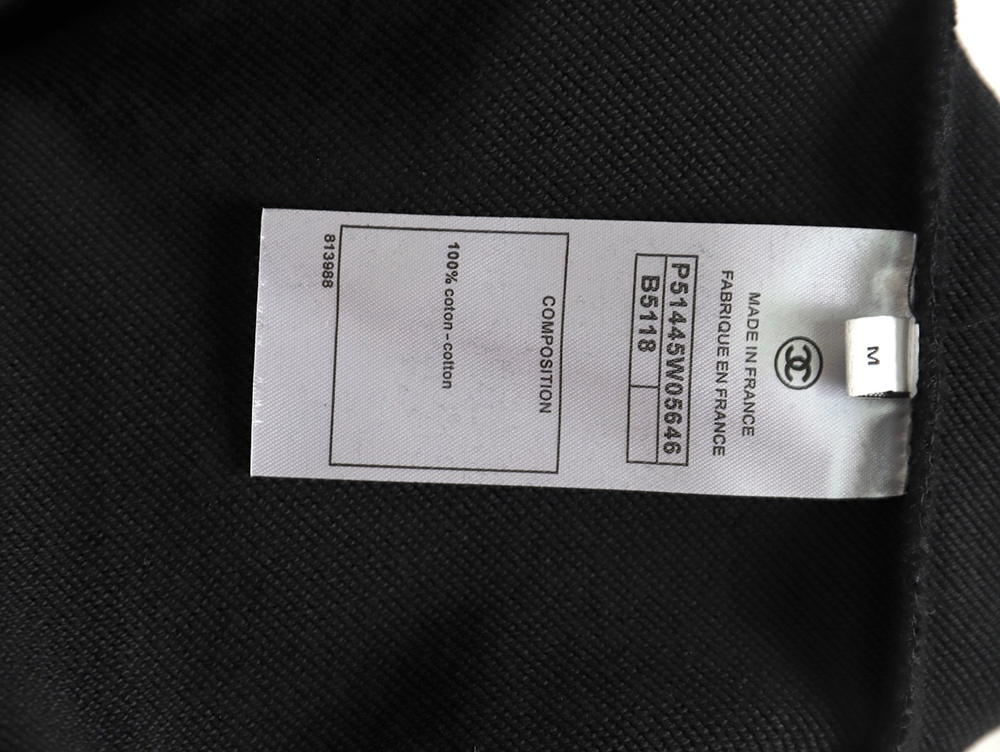 M
MADE IN FRANCE
FABRIQUE EN FRANCE
P51445W05646
B5118
COMPOSITION
100% coton - cotton
813988